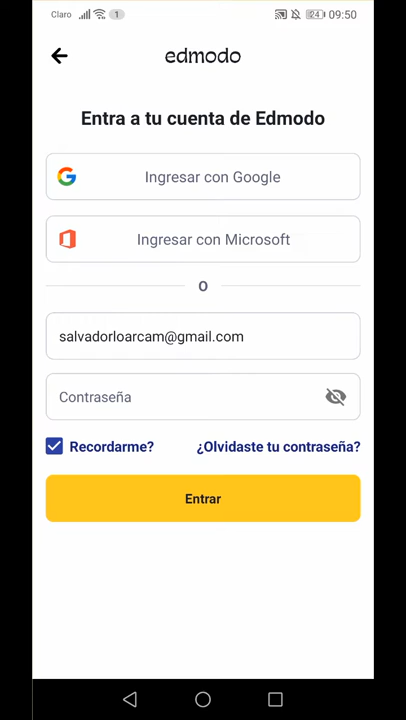 Claro 1 24 09:50
edmodo
Entra a tu cuenta de Edmodo
Ingresar con Google
Ingresar con Microsoft
O
salvadorloarcam@gmail.com
Contraseña
Recordarme? ¿Olvidaste tu contraseña?
Entrar